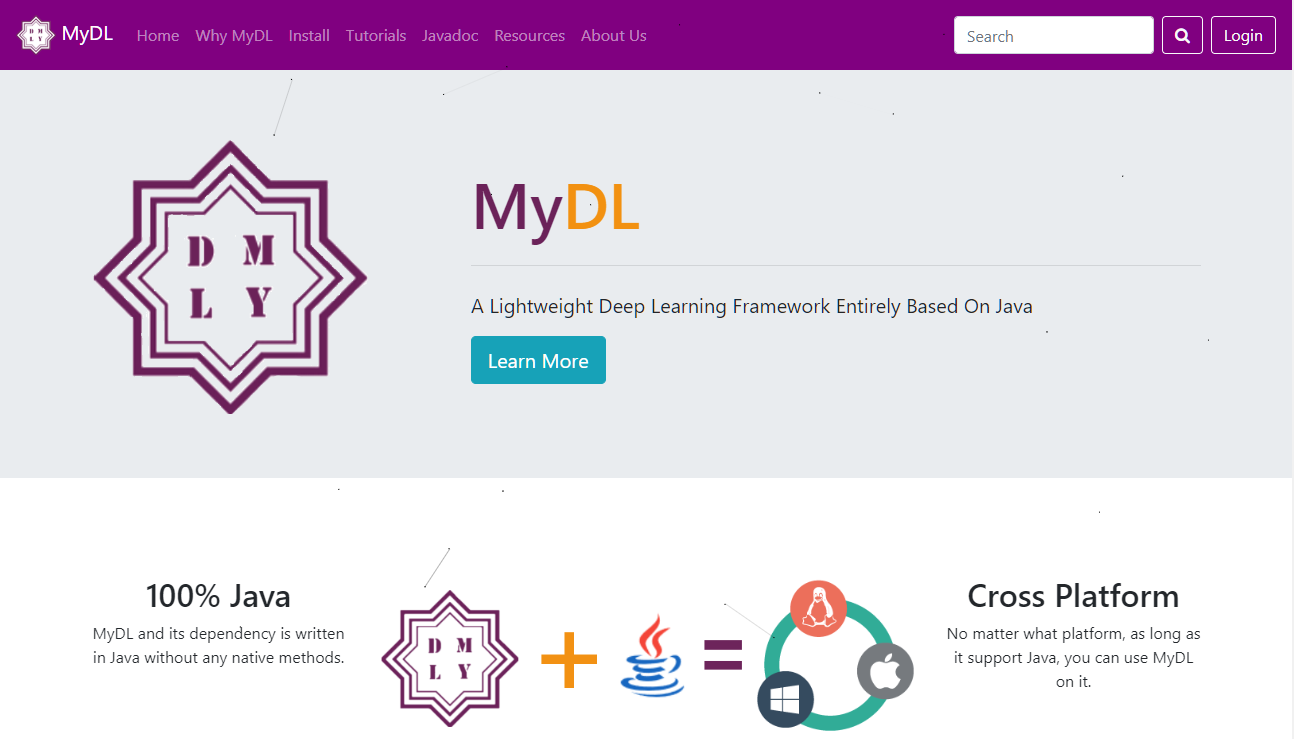 D M
L Y
MyDL Home Why MyDL Install Tutorials Javadoc Resources About Us Search Login
D M
L Y
MyDL
A Lightweight Deep Learning Framework Entirely Based On Java
Learn More
100% Java
MyDL and its dependency is written
in Java without any native methods.
D M
L Y
+
=
Cross Platform
No matter what platform, as long as
it support Java, you can use MyDL
on it.